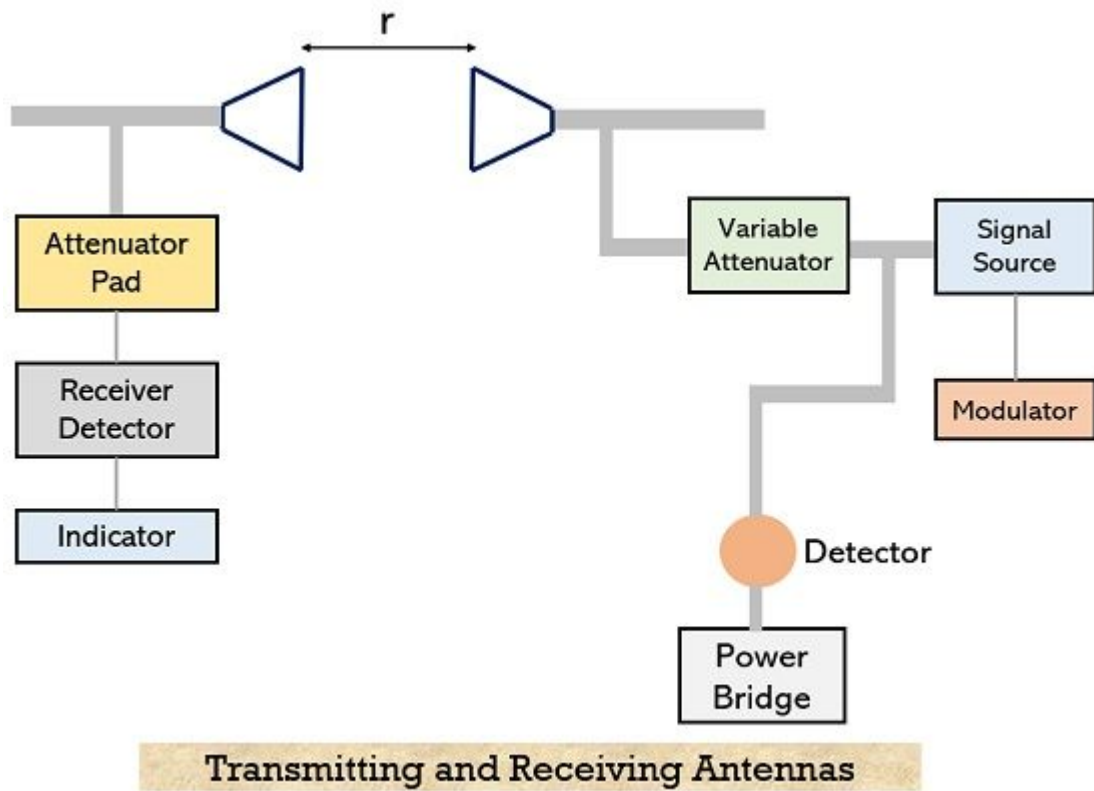 r
Attenuator
Pad
Receiver
Detector
Indicator
Variable
Attenuator
Signal
Source
Modulator
Detector
Power
Bridge
Transmitting and Receiving Antennas